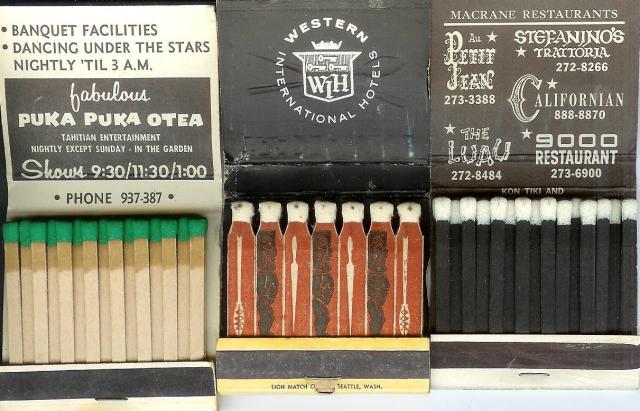 • BANQUET FACILITIES
• DANCING UNDER THE STARS
NIGHTLY 'TIL 3 A.M.
fabulous
PUKA PUKA OTEA
TAHITIAN ENTERTAINMENT
NIGHTLY EXCEPT SUNDAY - IN THE GARDEN
Shows 9:30/11:30/1:00
• PHONE 937-387 •
WESTERN
INTERNATIONAL HOTELS
WIH
LION MATCH SEATTLE, WASH.
MACRANE RESTAURANTS
Au
PETIT
JEAN
273-3388
STEFANINO'S
TRATTORIA
272-8266
CALIFORNIAN
888-8870
THE
LUAU
272-8484
9000
RESTAURANT
273-6900
KON TIKI AND